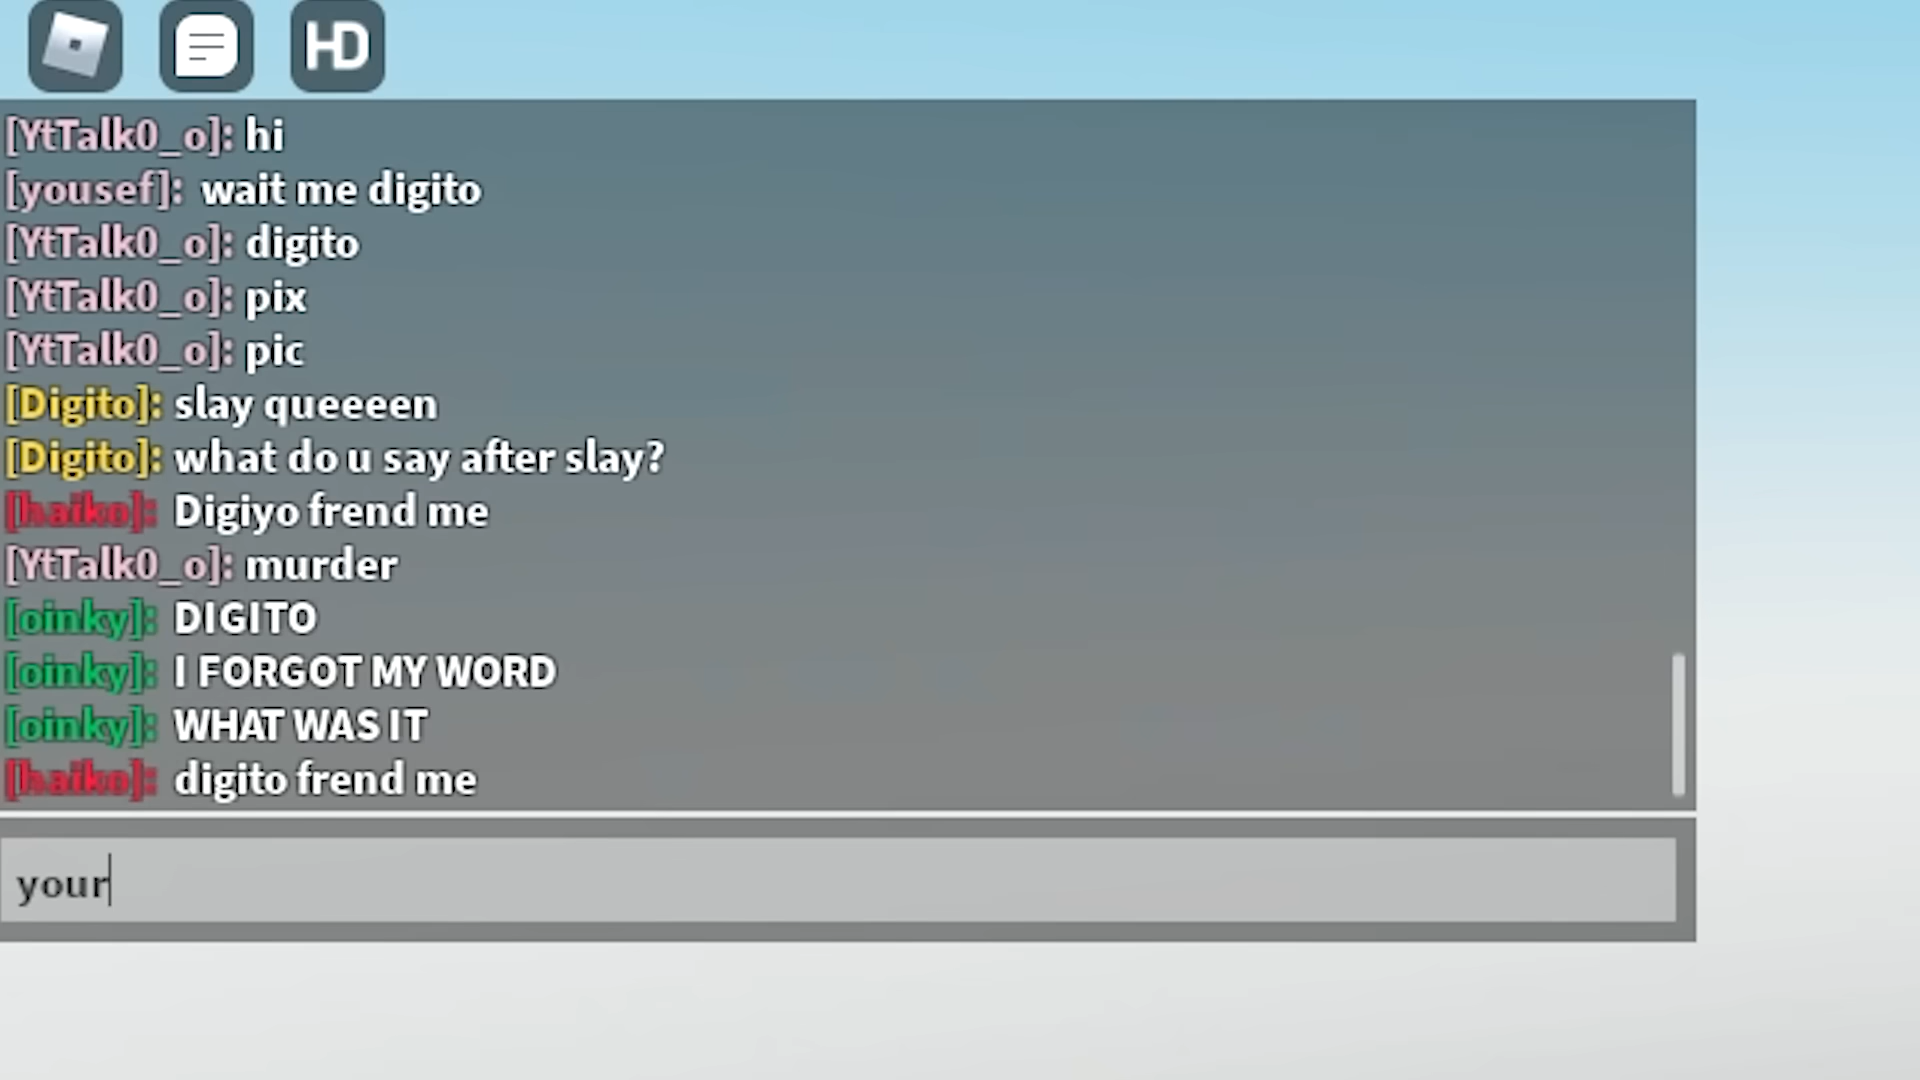 HD
[YtTalk0_o]: hi
[yousef]: wait me digito
[YtTalk0_o]: digito
[YtTalk0_o]: pix
[YtTalk0_o]: pic
[Digito]: slay queeeen
[Digito]: what do u say after slay?
[haiko]: Digiyo frend me
[YtTalk0_o]: murder
[oinky]: DIGITO
[oinky]: I FORGOT MY WORD
[oinky]: WHAT WAS IT
[haiko]: digito frend me
your